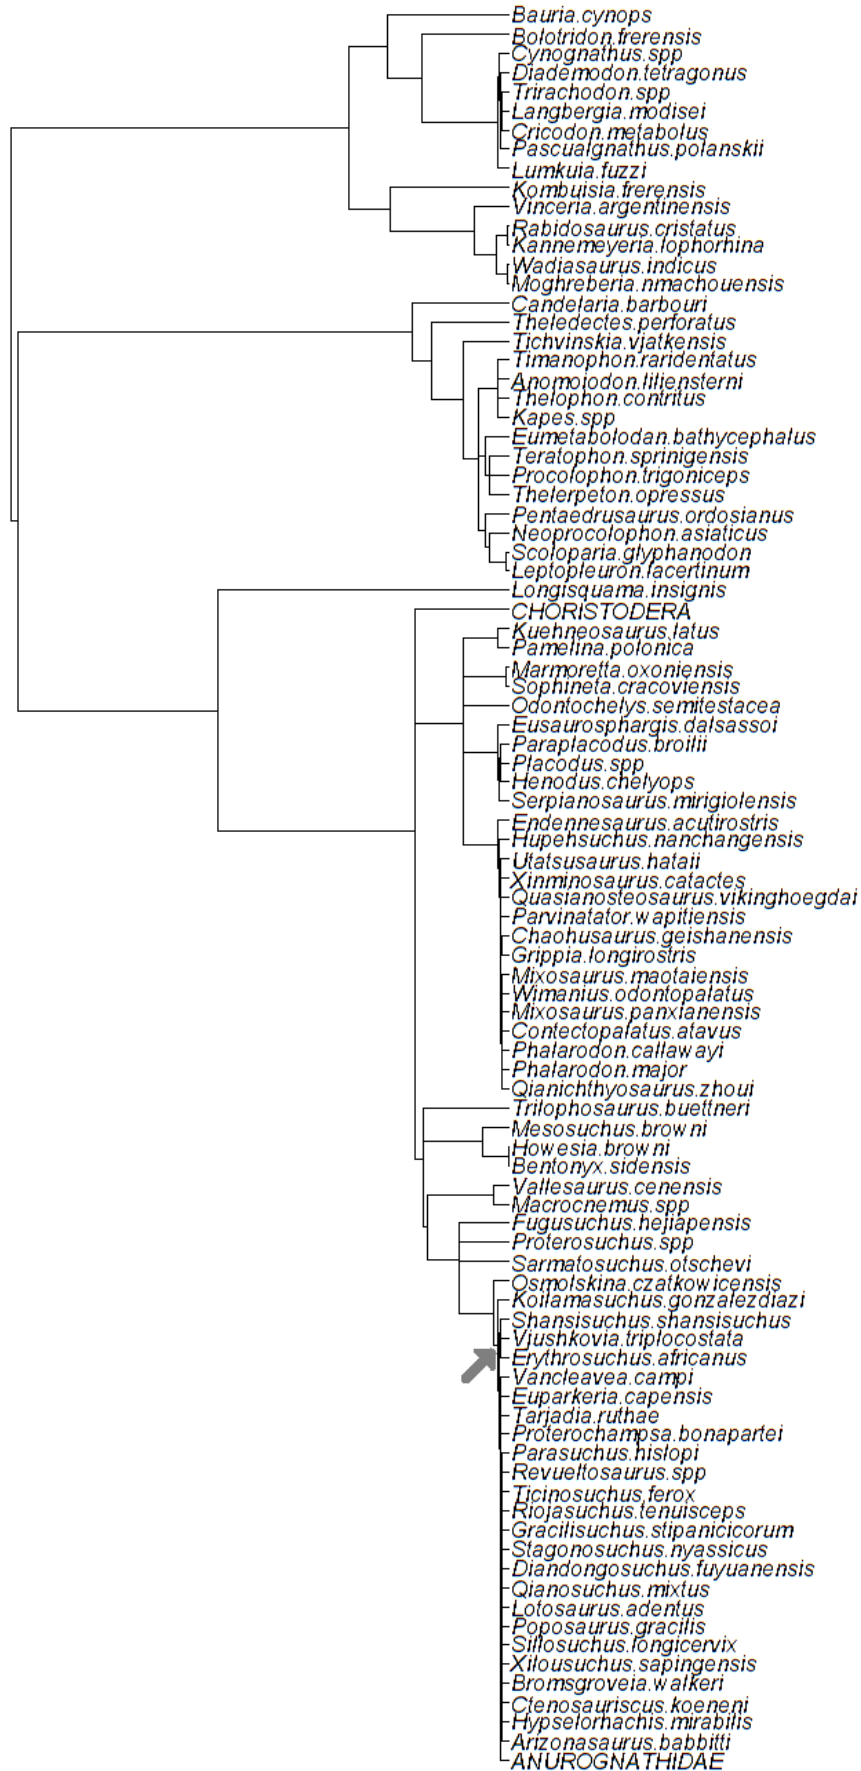 Bauria.cynops
Bolotridon.frerensis
Cynognathus.spp
Diademodon.tetragonus
Trirachodon.spp
Langbergia.modisei
Cricodon.metabolus
Pascualgnathus.polanskii
Lumkuia.fuzzi
Kombuisia.frerensis
Vinceria.argentinensis
Rabidosaurus.cristatus
Kannemeyeria.lophorhina
Wadiasaurus.indicus
Moghreberia.nmachouensis
Candelaria.barbouri
Theledectes.perforatus
Tichvinskia.vjatkensis
Timanophon.raridentatus
Anomoiodon.liliensterni
Thelophon.contritus
Kapes.spp
Eumetabolodan.bathycephalus
Teratophon.sprinigensis
Procolophon.trigoniceps
Thelerpeton.opressus
Pentaedrusaurus.ordosianus
Neoprocolophon.asiaticus
Scoloparia.glyphanodon
Leptopleuron.lacertinum
Longisquama.insignis
CHORISTODERA
Kuehneosaurus.latus
Pamelina.polonica
Marmoretta.oxoniensis
Sophineta.cracoviensis
Odontochelys.semitestacea
Eusaurosphargis.dalsassoi
Paraplacodus.broilii
Placodus.spp
Henodus.chelyops
Serpianosaurus.mirigiolensis
Endennesaurus.acutirostris
Hupehsuchus.nanchangensis
Utatsusaurus.hataii
Xinminosaurus.catactes
Quasianosteosaurus.vikinghoegdai
Parvinatator.wapitiensis
Chaohusaurus.geishanensis
Grippia.longirostris
Mixosaurus.maotaiensis
Wimanius.odontopalatus
Mixosaurus.panxianensis
Contectopalatus.atavus
Phalarodon.callawayi
Phalarodon.major
Qianichthyosaurus.zhoui
Trilophosaurus.buettneri
Mesosuchus.browni
Howesia.browni
Bentonyx.sidensis
Vallesaurus.cenensis
Macrocnemus.spp
Fugusuchus.hejiapensis
Proterosuchus.spp
Sarmatosuchus.otschevi
Osmolskina.czatkowicensis
Koilamasuchus.gonzalezdiazi
Shansisuchus.shansisuchus
Vjushkovia.triplocostata
Erythrosuchus.africanus
Vancleavea.campi
Euparkeria.capensis
Tarjadia.ruthae
Proterochampsa.bonapartei
Parasuchus.hislopi
Revueltosaurus.spp
Ticinosuchus.ferox
Riojasuchus.tenuisceps
Gracilisuchus.stipanicicorum
Stagonosuchus.nyassicus
Diandongosuchus.fuyuanensis
Qianosuchus.mixtus
Lotosaurus.adentus
Poposaurus.gracilis
Sillosuchus.longicervix
Xilousuchus.sapingensis
Bromsgroveia.walkeri
Ctenosauriscus.koeneni
Hypselorhachis.mirabilis
Arizonasaurus.babbitti
ANUROGNATHIDAE